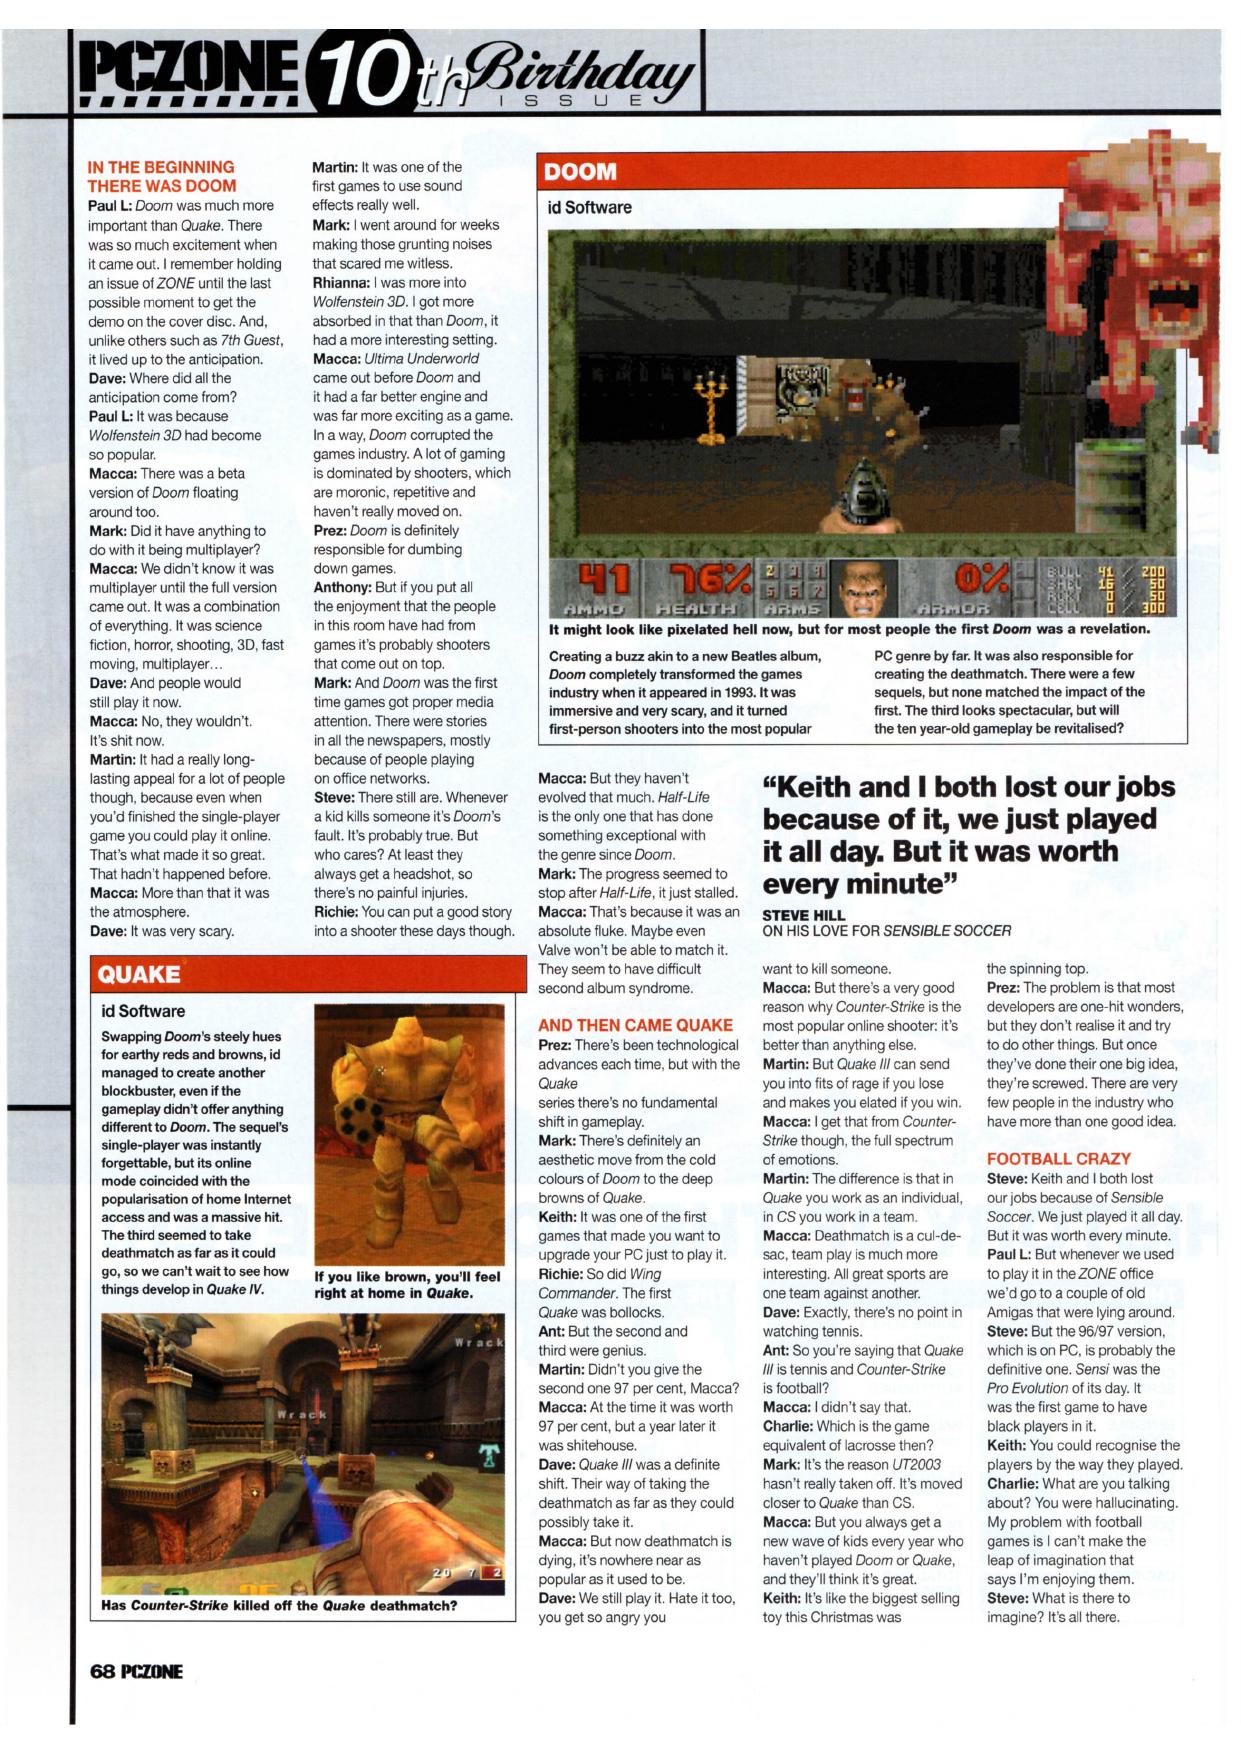 PCZONE 10th Birthday
ISSUE
IN THE BEGINNING
THERE WAS DOOM
Paul L: Doom was much more
important than Quake. There
was so much excitement when
it came out. I remember holding
an issue of ZONE until the last
possible moment to get the
demo on the cover disc. And,
unlike others such as 7th Guest,
it lived up to the anticipation.
Dave: Where did all the
anticipation come from?
Paul L: It was because
Wolfenstein 3D had become
so popular.
Macca: There was a beta
version of Doom floating
around too.
Mark: Did it have anything to
do with it being multiplayer?
Macca: We didn't know it was
multiplayer until the full version
came out. It was a combination
of everything. It was science
fiction, horror, shooting, 3D, fast
moving, multiplayer...
Dave: And people would
still play it now.
Macca: No, they wouldn't.
It's shit now.
Martin: It had a really long-
lasting appeal for a lot of people
though, because even when
you'd finished the single-player
game you could play it online.
That's what made it so great.
That hadn't happened before.
Macca: More than that it was
the atmosphere.
Dave: It was very scary.
Martin: It was one of the
first games to use sound
effects really well.
Mark: I went around for weeks
making those grunting noises
that scared me witless.
Rhianna: I was more into
Wolfenstein 3D. I got more
absorbed in that than Doom, it
had a more interesting setting.
Macca: Ultima Underworld
came out before Doom and
it had a far better engine and
was far more exciting as a game.
In a way, Doom corrupted the
games industry. A lot of gaming
is dominated by shooters, which
are moronic, repetitive and
haven't really moved on.
Prez: Doom is definitely
responsible for dumbing
down games.
Anthony: But if you put all
the enjoyment that the people
in this room have had from
games it's probably shooters
that come out on top.
Mark: And Doom was the first
time games got proper media
attention. There were stories
in all the newspapers, mostly
because of people playing
on office networks.
Steve: There still are. Whenever
a kid kills someone it's Doom's
fault. It's probably true. But
who cares? At least they
always get a headshot, so
there's no painful injuries.
Richie: You can put a good story
into a shooter these days though.
DOOM
id Software
41 76% 2 3 4 0% BULL 41 / 200
5 6 7 SHEL 16 / 50
RCKT 0 / 50
AMMO HEALTH ARMS ARMOR CELL 0 / 300
It might look like pixelated hell now, but for most people the first Doom was a revelation.
Creating a buzz akin to a new Beatles album,
Doom completely transformed the games
industry when it appeared in 1993. It was
immersive and very scary, and it turned
first-person shooters into the most popular
PC genre by far. It was also responsible for
creating the deathmatch. There were a few
sequels, but none matched the impact of the
first. The third looks spectacular, but will
the ten year-old gameplay be revitalised?
QUAKE
id Software
Swapping Doom's steely hues
for earthy reds and browns, id
managed to create another
blockbuster, even if the
gameplay didn't offer anything
different to Doom. The sequel's
single-player was instantly
forgettable, but its online
mode coincided with the
popularisation of home Internet
access and was a massive hit.
The third seemed to take
deathmatch as far as it could
go, so we can't wait to see how
things develop in Quake IV.
If you like brown, you'll feel
right at home in Quake.
Wrack
Wrack
20 7 2
Has Counter-Strike killed off the Quake deathmatch?
Macca: But they haven't
evolved that much. Half-Life
is the only one that has done
something exceptional with
the genre since Doom.
Mark: The progress seemed to
stop after Half-Life, it just stalled.
Macca: That's because it was an
absolute fluke. Maybe even
Valve won't be able to match it.
They seem to have difficult
second album syndrome.
AND THEN CAME QUAKE
Prez: There's been technological
advances each time, but with the
Quake
series there's no fundamental
shift in gameplay.
Mark: There's definitely an
aesthetic move from the cold
colours of Doom to the deep
browns of Quake.
Keith: It was one of the first
games that made you want to
upgrade your PC just to play it.
Richie: So did Wing
Commander. The first
Quake was bollocks.
Ant: But the second and
third were genius.
Martin: Didn't you give the
second one 97 per cent, Macca?
Macca: At the time it was worth
97 per cent, but a year later it
was shitehouse.
Dave: Quake III was a definite
shift. Their way of taking the
deathmatch as far as they could
possibly take it.
Macca: But now deathmatch is
dying, it's nowhere near as
popular as it used to be.
Dave: We still play it. Hate it too,
you get so angry you
"Keith and I both lost our jobs
because of it, we just played
it all day. But it was worth
every minute"
STEVE HILL
ON HIS LOVE FOR SENSIBLE SOCCER
want to kill someone.
Macca: But there's a very good
reason why Counter-Strike is the
most popular online shooter: it's
better than anything else.
Martin: But Quake III can send
you into fits of rage if you lose
and makes you elated if you win.
Macca: I get that from Counter-
Strike though, the full spectrum
of emotions.
Martin: The difference is that in
Quake you work as an individual,
in CS you work in a team.
Macca: Deathmatch is a cul-de-
sac, team play is much more
interesting. All great sports are
one team against another.
Dave: Exactly, there's no point in
watching tennis.
Ant: So you're saying that Quake
III is tennis and Counter-Strike
is football?
Macca: I didn't say that.
Charlie: Which is the game
equivalent of lacrosse then?
Mark: It's the reason UT2003
hasn't really taken off. It's moved
closer to Quake than CS.
Macca: But you always get a
new wave of kids every year who
haven't played Doom or Quake,
and they'll think it's great.
Keith: It's like the biggest selling
toy this Christmas was
the spinning top.
Prez: The problem is that most
developers are one-hit wonders,
but they don't realise it and try
to do other things. But once
they've done their one big idea,
they're screwed. There are very
few people in the industry who
have more than one good idea.
FOOTBALL CRAZY
Steve: Keith and I both lost
our jobs because of Sensible
Soccer. We just played it all day.
But it was worth every minute.
Paul L: But whenever we used
to play it in the ZONE office
we'd go to a couple of old
Amigas that were lying around.
Steve: But the 96/97 version,
which is on PC, is probably the
definitive one. Sensi was the
Pro Evolution of its day. It
was the first game to have
black players in it.
Keith: You could recognise the
players by the way they played.
Charlie: What are you talking
about? You were hallucinating.
My problem with football
games is I can't make the
leap of imagination that
says I'm enjoying them.
Steve: What is there to
imagine? It's all there.
68 PCZONE